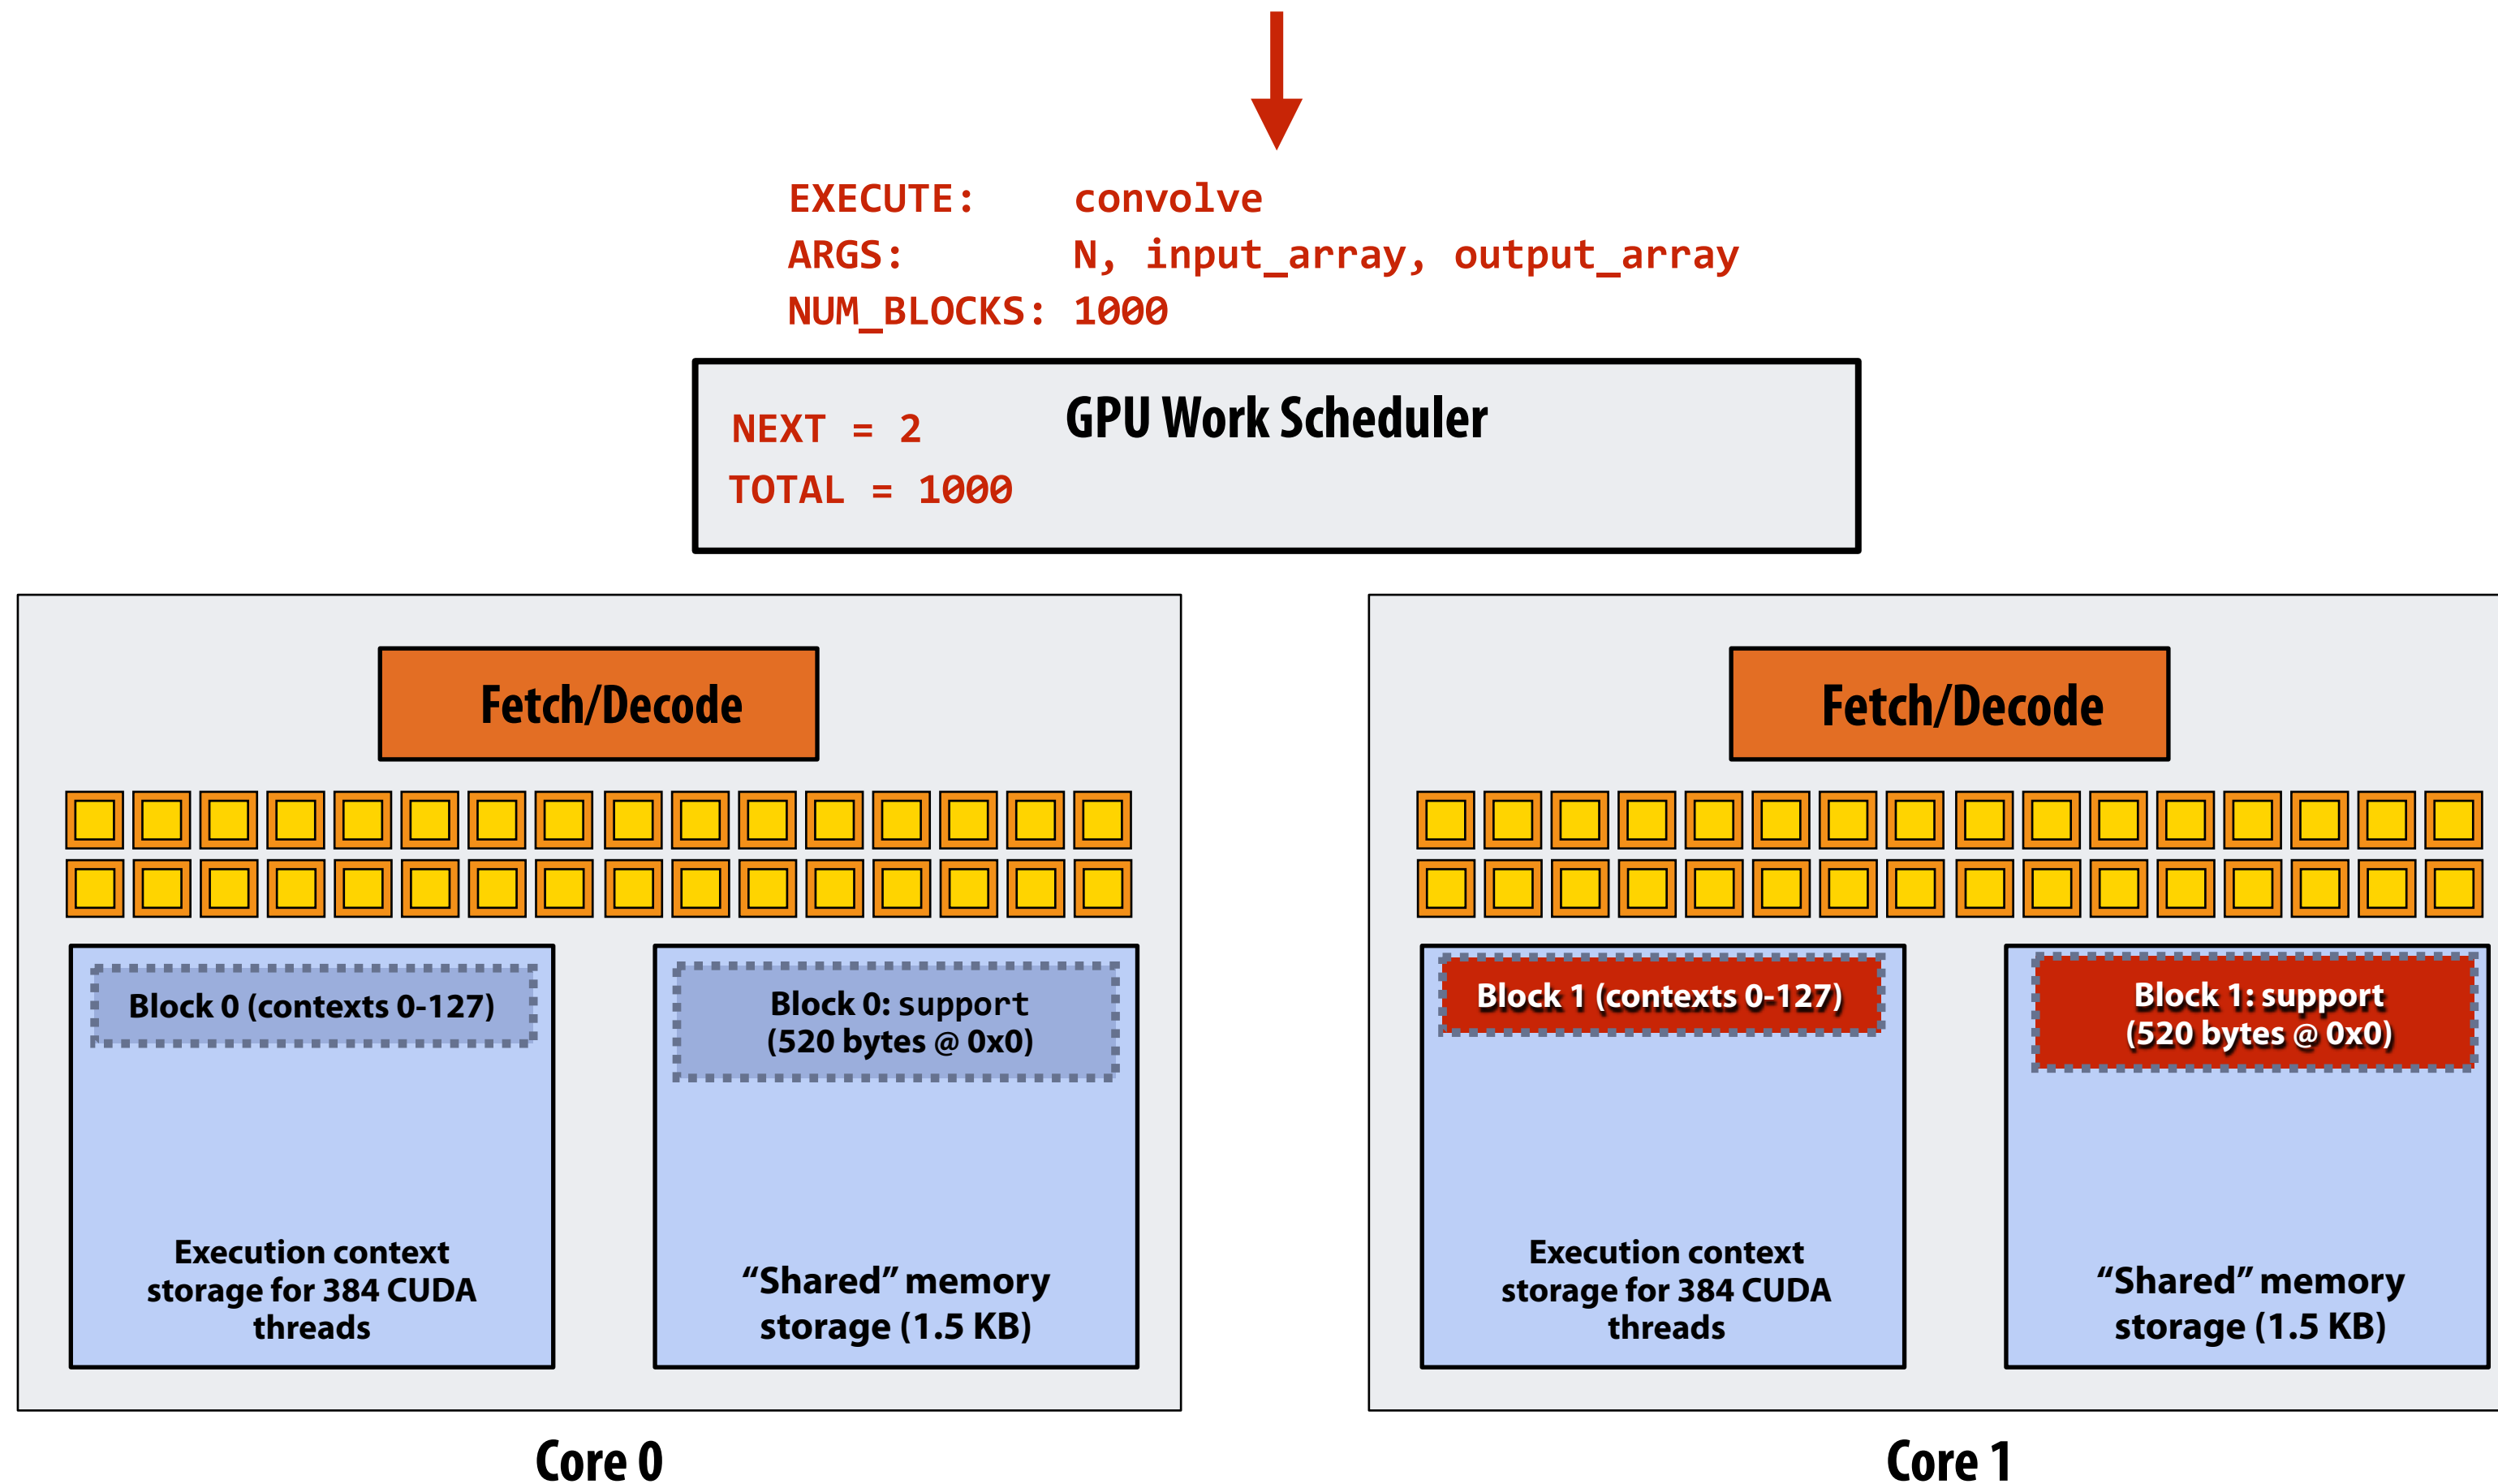 EXECUTE: convolve
ARGS: N, input_array, output_array
NUM_BLOCKS: 1000
GPU Work Scheduler
NEXT = 2
TOTAL = 1000
Fetch/Decode
Block 0 (contexts 0-127)
Block 0: support
(520 bytes @ 0x0)
Execution context
storage for 384 CUDA
threads
“Shared” memory
storage (1.5 KB)
Core 0
Fetch/Decode
Block 1 (contexts 0-127)
Block 1: support
(520 bytes @ 0x0)
Execution context
storage for 384 CUDA
threads
“Shared” memory
storage (1.5 KB)
Core 1